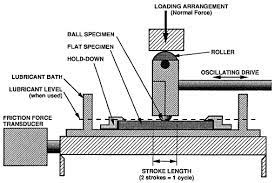 LOADING ARRANGEMENT
(Normal Force)
BALL SPECIMEN
FLAT SPECIMEN
HOLD-DOWN
ROLLER
LUBRICANT BATH
OSCILLATING DRIVE
LUBRICANT LEVEL
(when used)
FRICTION FORCE
TRANSDUCER
STROKE LENGTH
(2 strokes = 1 cycle)